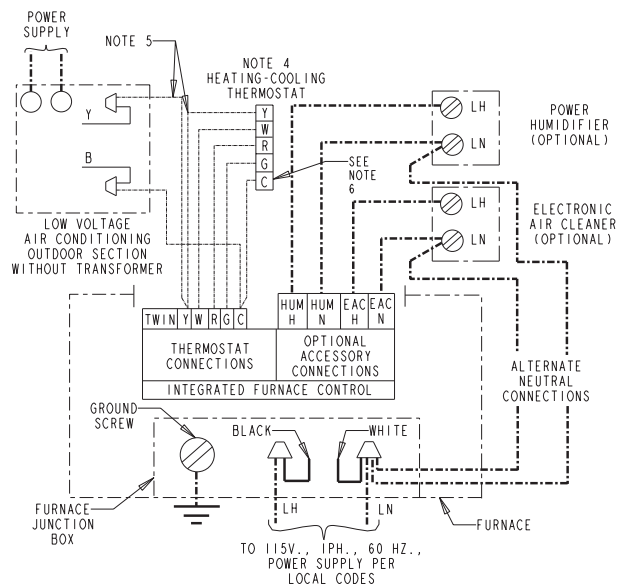 POWER
SUPPLY
NOTE 5
NOTE 4
HEATING-COOLING
THERMOSTAT
Y
W
R
G
C
SEE
NOTE
6
Y
B
LOW VOLTAGE
AIR CONDITIONING
OUTDOOR SECTION
WITHOUT TRANSFORMER
LH
LN
POWER
HUMIDIFIER
(OPTIONAL)
LH
LN
ELECTRONIC
AIR CLEANER
(OPTIONAL)
TWIN Y W R G C
HUM H
HUM N
EAC H
EAC N
THERMOSTAT
CONNECTIONS
OPTIONAL
ACCESSORY
CONNECTIONS
INTEGRATED FURNACE CONTROL
ALTERNATE
NEUTRAL
CONNECTIONS
GROUND
SCREW
BLACK
WHITE
FURNACE
JUNCTION
BOX
LH
LN
FURNACE
TO 115V., 1PH., 60 HZ.,
POWER SUPPLY PER
LOCAL CODES